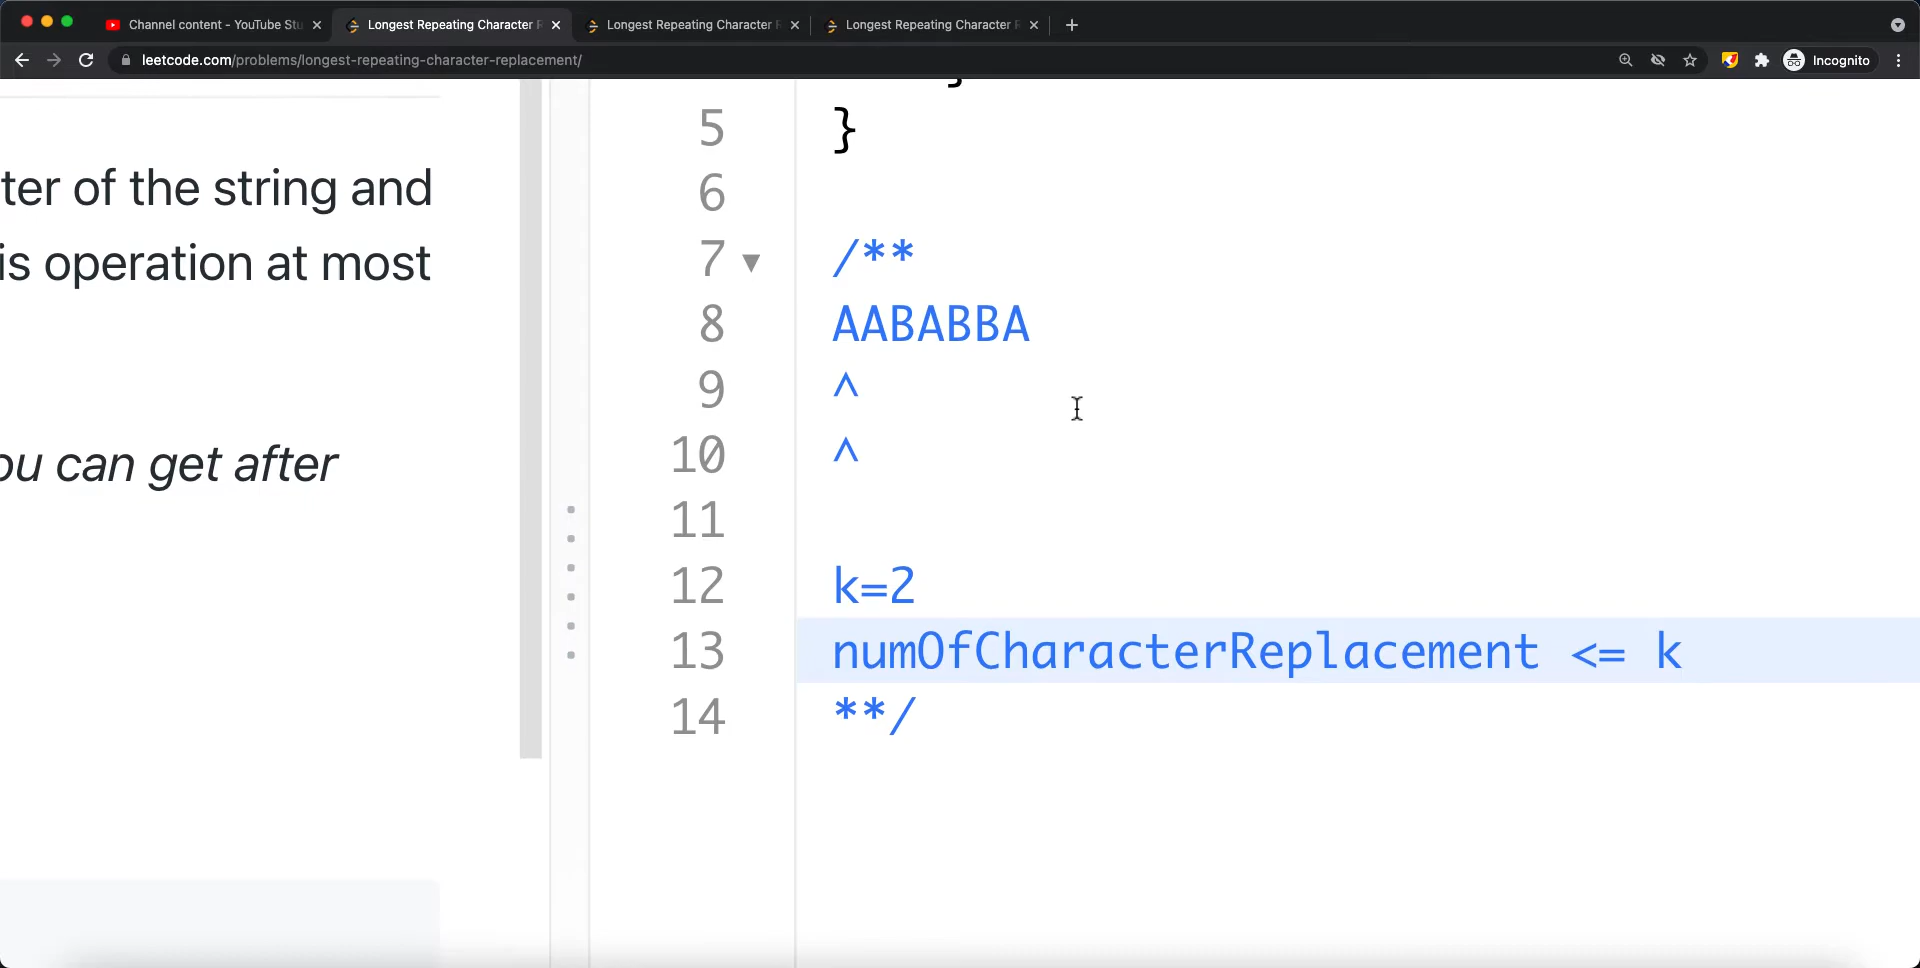 Channel content - YouTube Stu
Longest Repeating Character R
Longest Repeating Character R
Longest Repeating Character R
leetcode.com/problems/longest-repeating-character-replacement/
Incognito
ter of the string and
is operation at most
ou can get after
5 }
6
7 /**
8 AABABBA
9 ^
10 ^
11
12 k=2
13 numOfCharacterReplacement <= k
14 **/